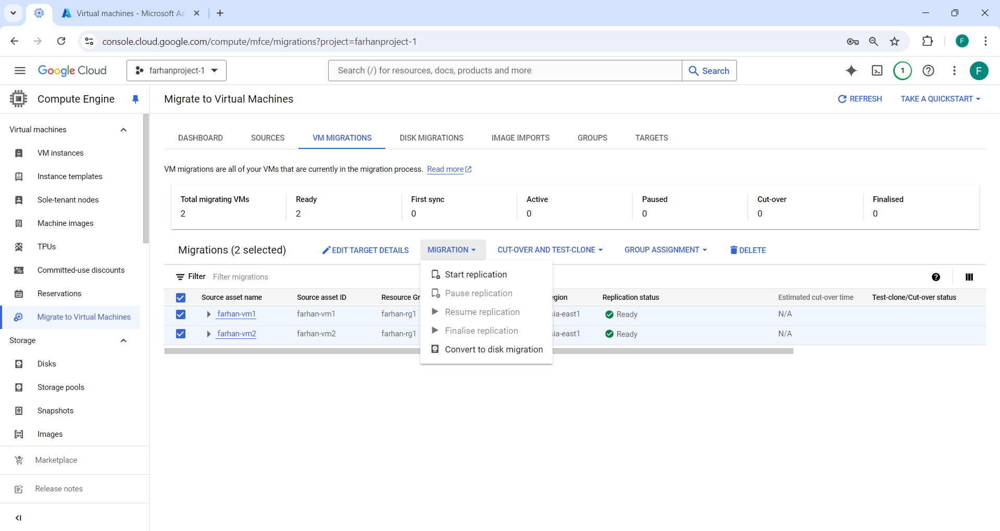 Virtual machines - Microsoft Az
console.cloud.google.com/compute/mfce/migrations?project=farhanproject-1
F
Google Cloud
farhanproject-1
Search (/) for resources, docs, products and more
Search
1
F
Compute Engine
Migrate to Virtual Machines
REFRESH
TAKE A QUICKSTART
Virtual machines
VM instances
Instance templates
Sole-tenant nodes
Machine images
TPUs
Committed-use discounts
Reservations
Migrate to Virtual Machines
Storage
Disks
Storage pools
Snapshots
Images
Marketplace
Release notes
DASHBOARD
SOURCES
VM MIGRATIONS
DISK MIGRATIONS
IMAGE IMPORTS
GROUPS
TARGETS
VM migrations are all of your VMs that are currently in the migration process. Read more
Total migrating VMs
2
Ready
2
First sync
0
Active
0
Paused
0
Cut-over
0
Finalised
0
Migrations (2 selected)
EDIT TARGET DETAILS
MIGRATION
CUT-OVER AND TEST-CLONE
GROUP ASSIGNMENT
DELETE
Start replication
Pause replication
Resume replication
Finalise replication
Convert to disk migration
Filter
Filter migrations
Source asset name
Source asset ID
Resource Gr
egion
Replication status
Estimated cut-over time
Test-clone/Cut-over status
farhan-vm1
farhan-vm1
farhan-rg1
sia-east1
Ready
N/A
farhan-vm2
farhan-vm2
farhan-rg1
sia-east1
Ready
N/A